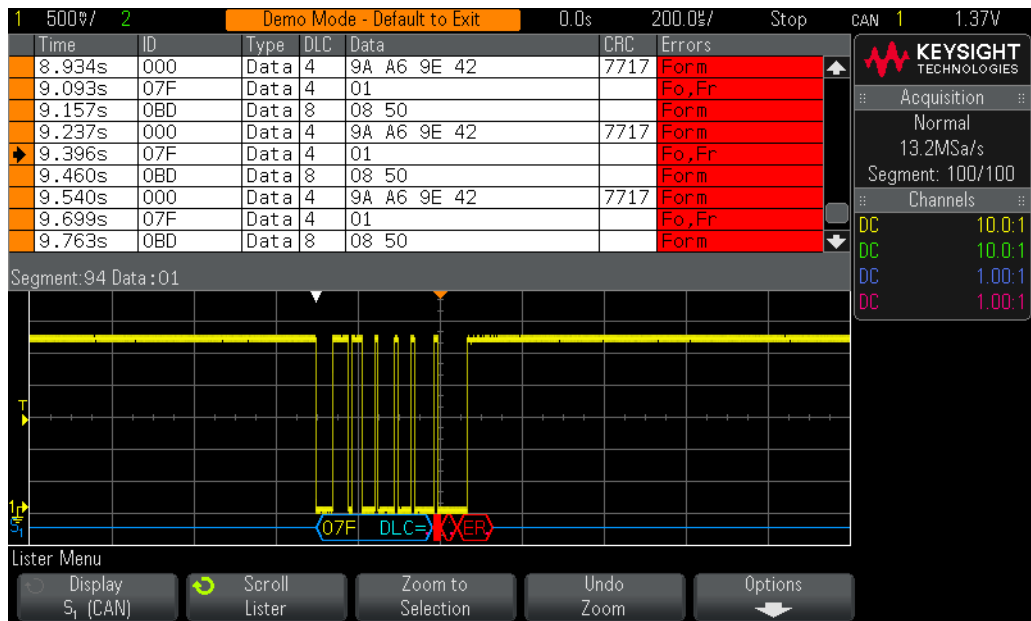 1 500㎷/ 2 Demo Mode - Default to Exit 0.0s 200.0㎲/ Stop CAN 1 1.37V
Time ID Type DLC Data CRC Errors
8.934s 000 Data 4 9A A6 9E 42 7717 Form
9.093s 07F Data 4 01 Fo,Fr
9.157s 0BD Data 8 08 50 Form
9.237s 000 Data 4 9A A6 9E 42 7717 Form
9.396s 07F Data 4 01 Fo,Fr
9.460s 0BD Data 8 08 50 Form
9.540s 000 Data 4 9A A6 9E 42 7717 Form
9.699s 07F Data 4 01 Fo,Fr
9.763s 0BD Data 8 08 50 Form
Segment:94 Data:01
KEYSIGHT
TECHNOLOGIES
Acquisition
Normal
13.2MSa/s
Segment: 100/100
Channels
DC 10.0:1
DC 10.0:1
DC 1.00:1
DC 1.00:1
T
1
S1 07F DLC= ER
Lister Menu
Display
S1 (CAN)
Scroll
Lister
Zoom to
Selection
Undo
Zoom
Options